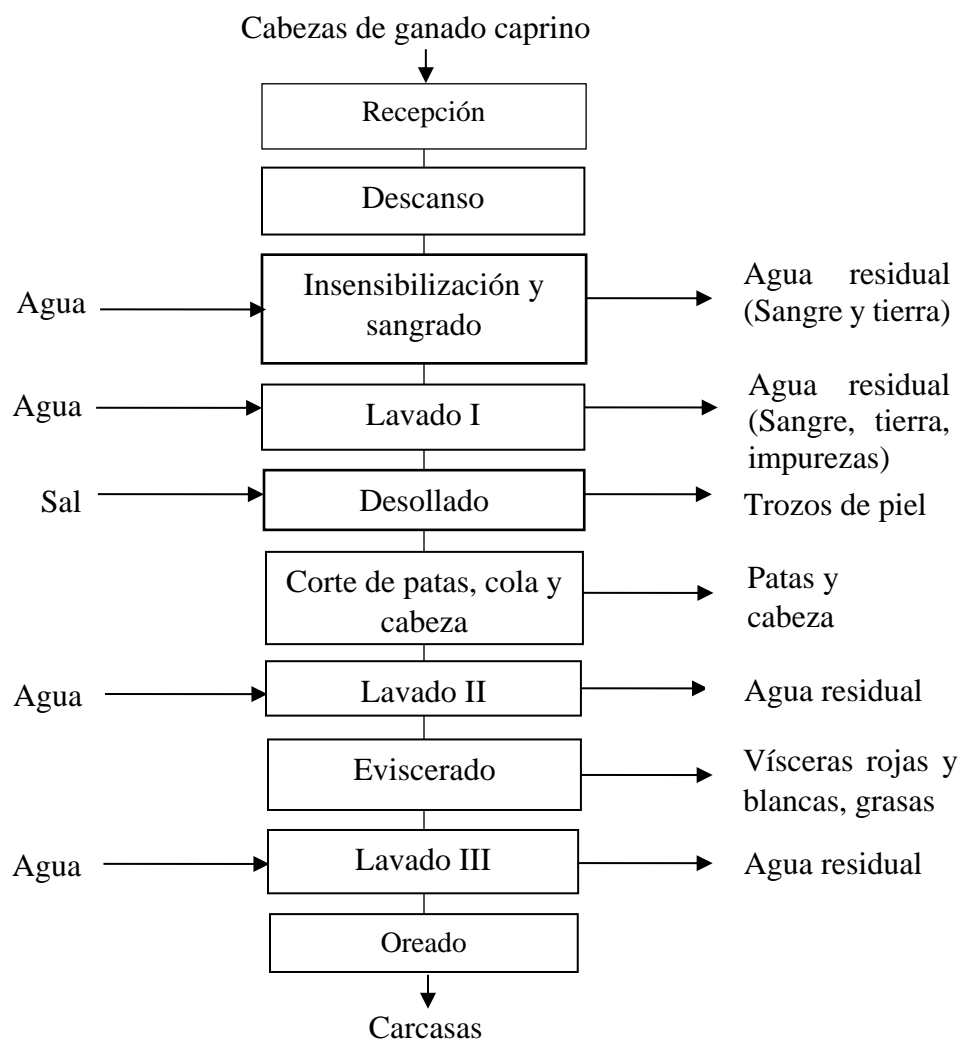 Cabezas de ganado caprino
Recepción
Descanso
Agua
Insensibilización y
sangrado
Agua residual
(Sangre y tierra)
Agua
Lavado I
Agua residual
(Sangre, tierra,
impurezas)
Sal
Desollado
Trozos de piel
Corte de patas, cola y
cabeza
Patas y
cabeza
Agua
Lavado II
Agua residual
Eviscerado
Vísceras rojas y
blancas, grasas
Agua
Lavado III
Agua residual
Oreado
Carcasas